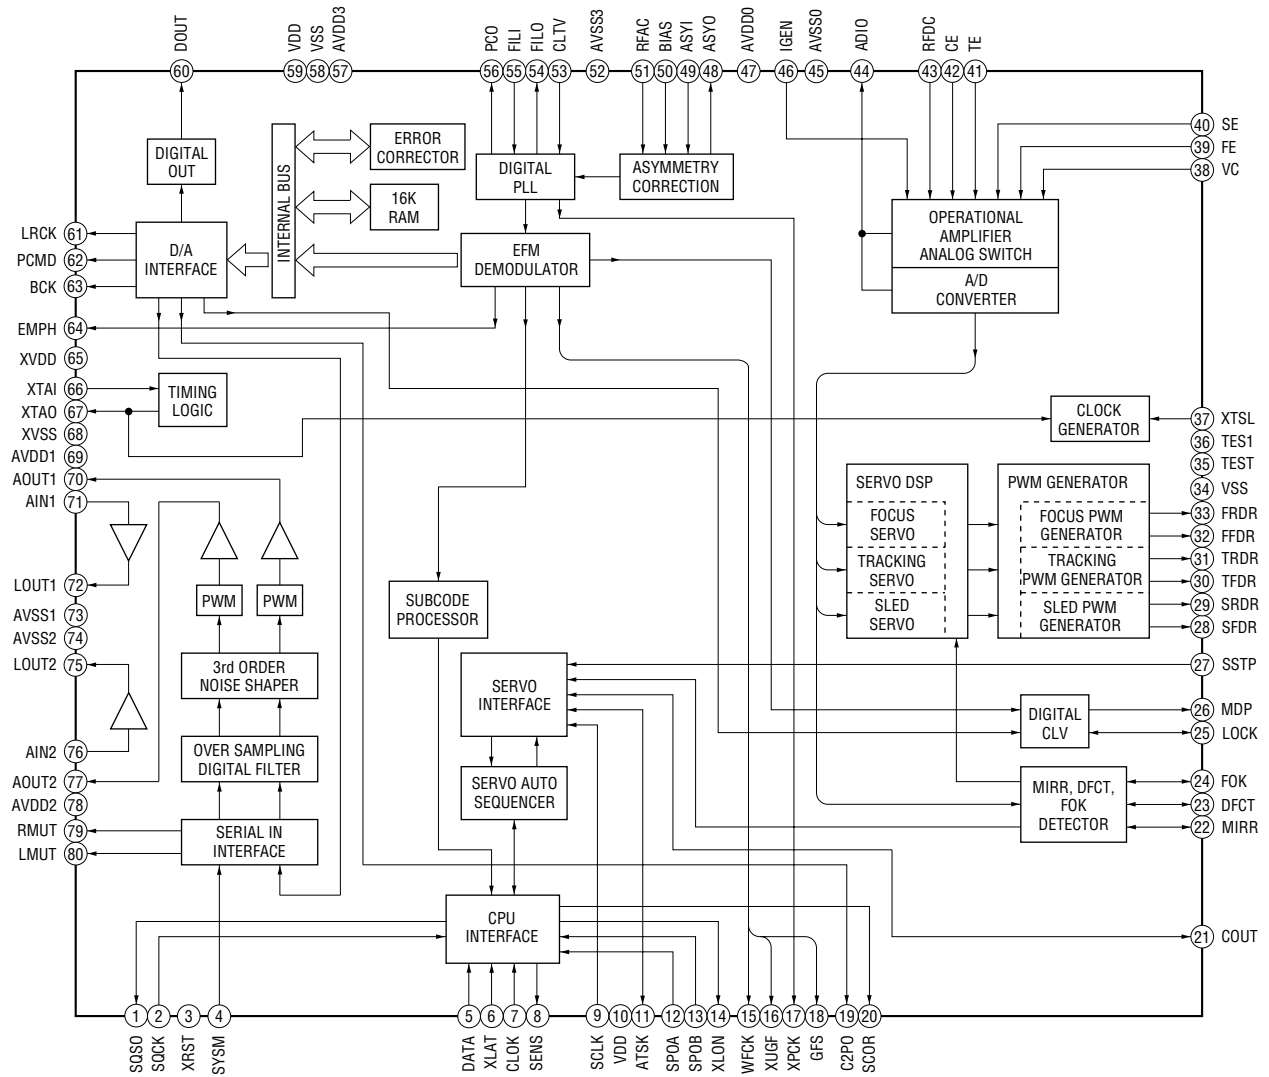 DOUT
VDD
VSS
AVDD3
PCO
FILI
FILO
CLTV
AVSS3
RFAC
BIAS
ASYI
ASYO
AVDD0
IGEN
AVSS0
ADIO
RFDC
CE
TE
60
59
58
57
56
55
54
53
52
51
50
49
48
47
46
45
44
43
42
41
40 SE
39 FE
38 VC
DIGITAL
OUT
INTERNAL BUS
ERROR
CORRECTOR
16K
RAM
DIGITAL
PLL
ASYMMETRY
CORRECTION
OPERATIONAL
AMPLIFIER
ANALOG SWITCH
A/D
CONVERTER
LRCK 61
PCMD 62
BCK 63
D/A
INTERFACE
EFM
DEMODULATOR
EMPH 64
XVDD 65
XTAI 66
XTAO 67
XVSS 68
AVDD1 69
AOUT1 70
AIN1 71
TIMING
LOGIC
CLOCK
GENERATOR
37 XTSL
36 TES1
35 TEST
34 VSS
33 FRDR
32 FFDR
31 TRDR
30 TFDR
29 SRDR
28 SFDR
SERVO DSP
FOCUS
SERVO
TRACKING
SERVO
SLED
SERVO
PWM GENERATOR
FOCUS PWM
GENERATOR
TRACKING
PWM GENERATOR
SLED PWM
GENERATOR
LOUT1 72
AVSS1 73
AVSS2 74
LOUT2 75
PWM
PWM
SUBCODE
PROCESSOR
3rd ORDER
NOISE SHAPER
SERVO
INTERFACE
27 SSTP
26 MDP
25 LOCK
DIGITAL
CLV
AIN2 76
AOUT2 77
AVDD2 78
RMUT 79
LMUT 80
OVER SAMPLING
DIGITAL FILTER
SERVO AUTO
SEQUENCER
MIRR, DFCT,
FOK
DETECTOR
24 FOK
23 DFCT
22 MIRR
SERIAL IN
INTERFACE
CPU
INTERFACE
21 COUT
1
2
3
4
5
6
7
8
9
10
11
12
13
14
15
16
17
18
19
20
SQSO
SQCK
XRST
SYSM
DATA
XLAT
CLOK
SENS
SCLK
VDD
ATSK
SPOA
SPOB
XLON
WFCK
XUGF
XPCK
GFS
C2PO
SCOR